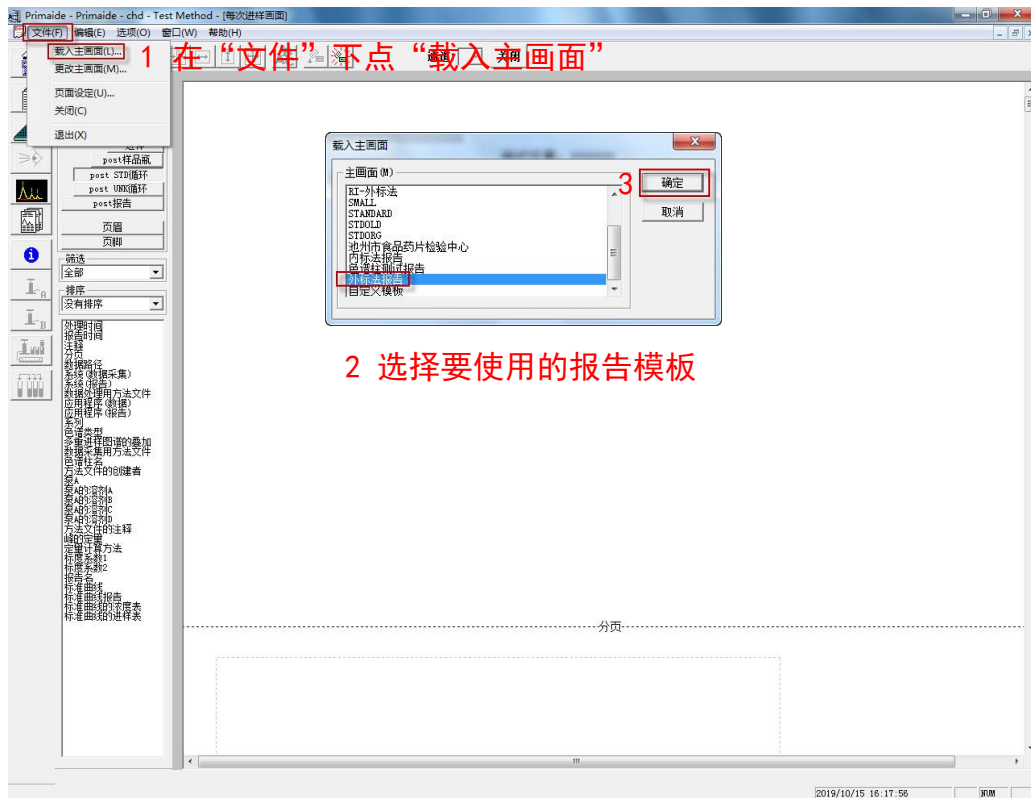 Primaide - Primaide - chd - Test Method - [每次进样画面]
文件(F) 编辑(E) 选项(O) 窗口(W) 帮助(H)
载入主画面(L)...
更改主画面(M)...
页面设定(U)...
关闭(C)
退出(X)
1 在“文件”下点“载入主画面”
post样品瓶
post STD循环
post UNK循环
post报告
页眉
页脚
筛选
全部
排序
没有排序
处理时间
报告时间
注释
分页
数据路径
系统(数据采集)
系统(报告)
数据处理用方法文件
应用程序(数据)
应用程序(报告)
系列
色谱类型
多重进样图谱的叠加
数据采集用方法文件
色谱柱名
方法文件的创建者
泵A
泵A的溶剂A
泵A的溶剂B
泵A的溶剂C
泵A的溶剂D
方法文件的注释
峰的定量
定量计算方法
标度系数1
标度系数2
报告名
标准曲线
标准曲线报告
标准曲线的浓度表
标准曲线的进样表
载入主画面
主画面(M)
RI-外标法
SMALL
STANDARD
STDOLD
STDORG
池州市食品药片检验中心
内标法报告
色谱柱测试报告
外标法报告
自定义模板
3
确定
取消
2 选择要使用的报告模板
分页
2019/10/15 16:17:56
NUM